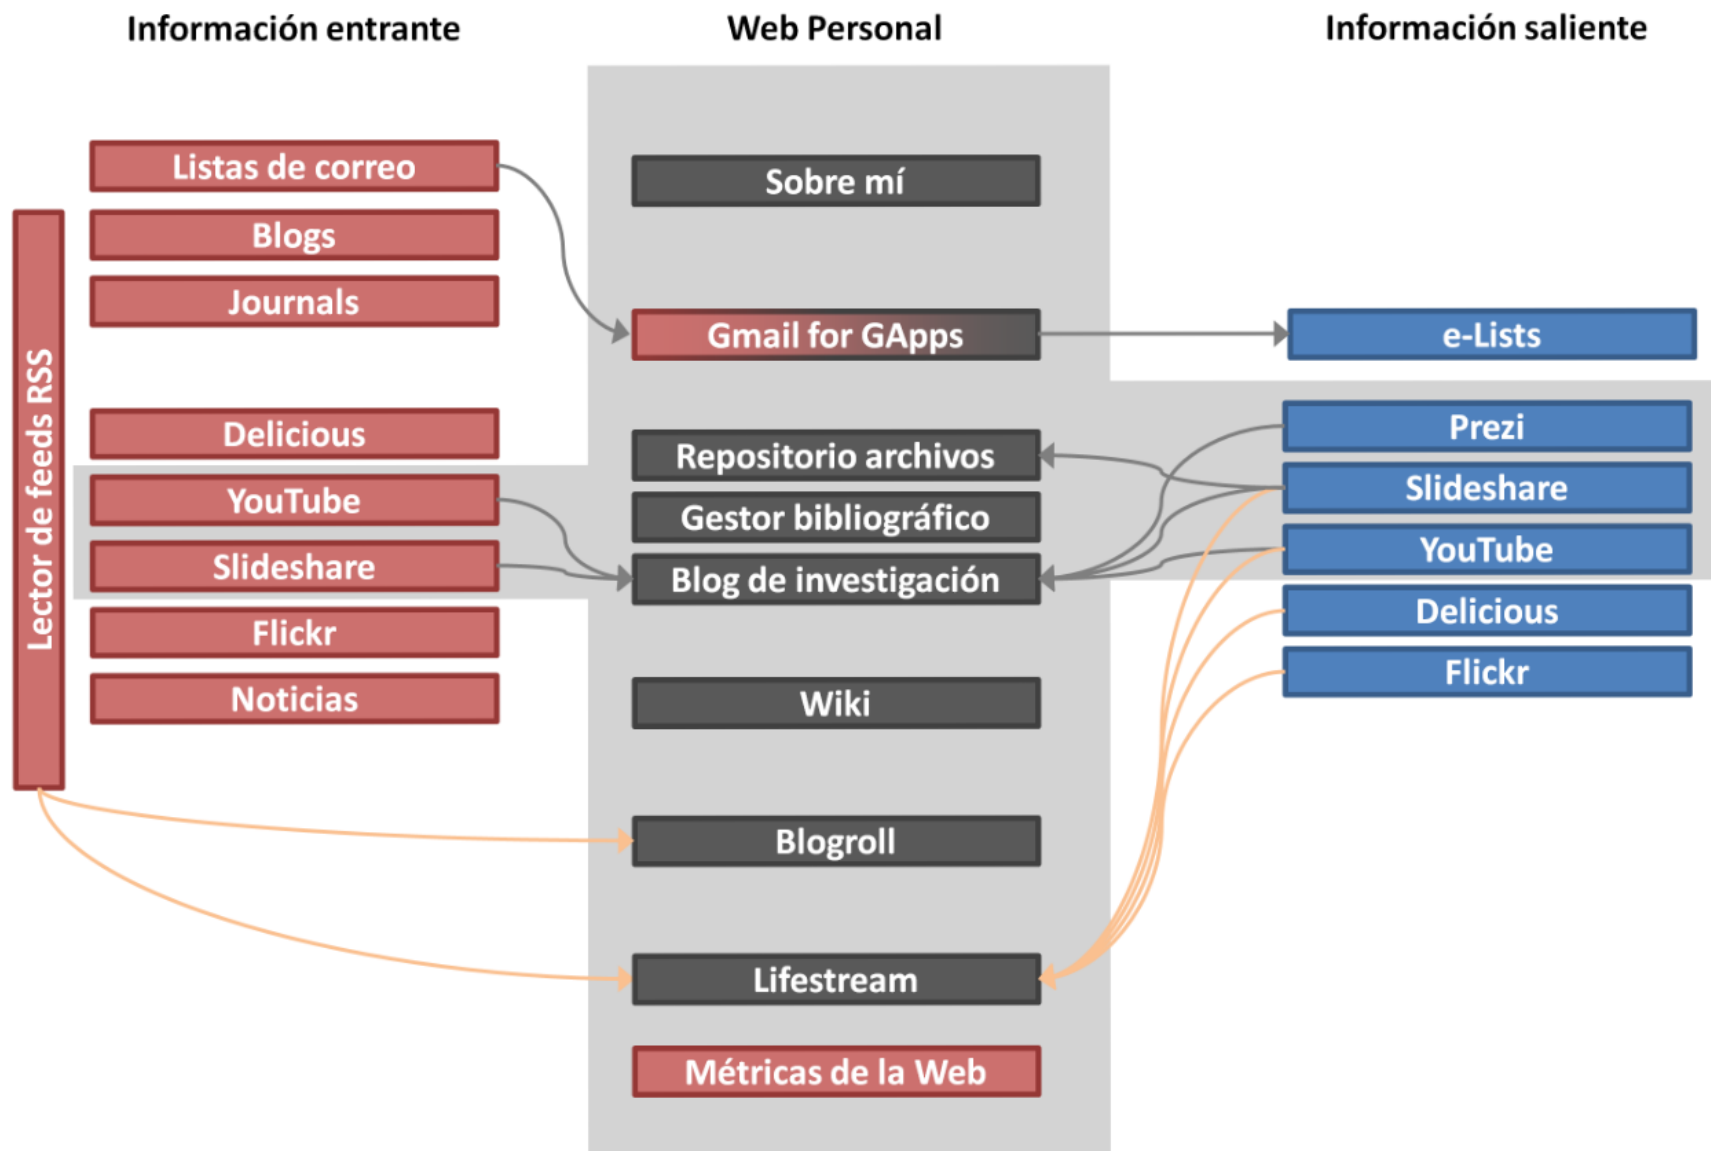 Información entrante
Web Personal
Información saliente
Lector de feeds RSS
Listas de correo
Blogs
Journals
Delicious
YouTube
Slideshare
Flickr
Noticias
Sobre mí
Gmail for GApps
Repositorio archivos
Gestor bibliográfico
Blog de investigación
Wiki
Blogroll
Lifestream
Métricas de la Web
e-Lists
Prezi
Slideshare
YouTube
Delicious
Flickr